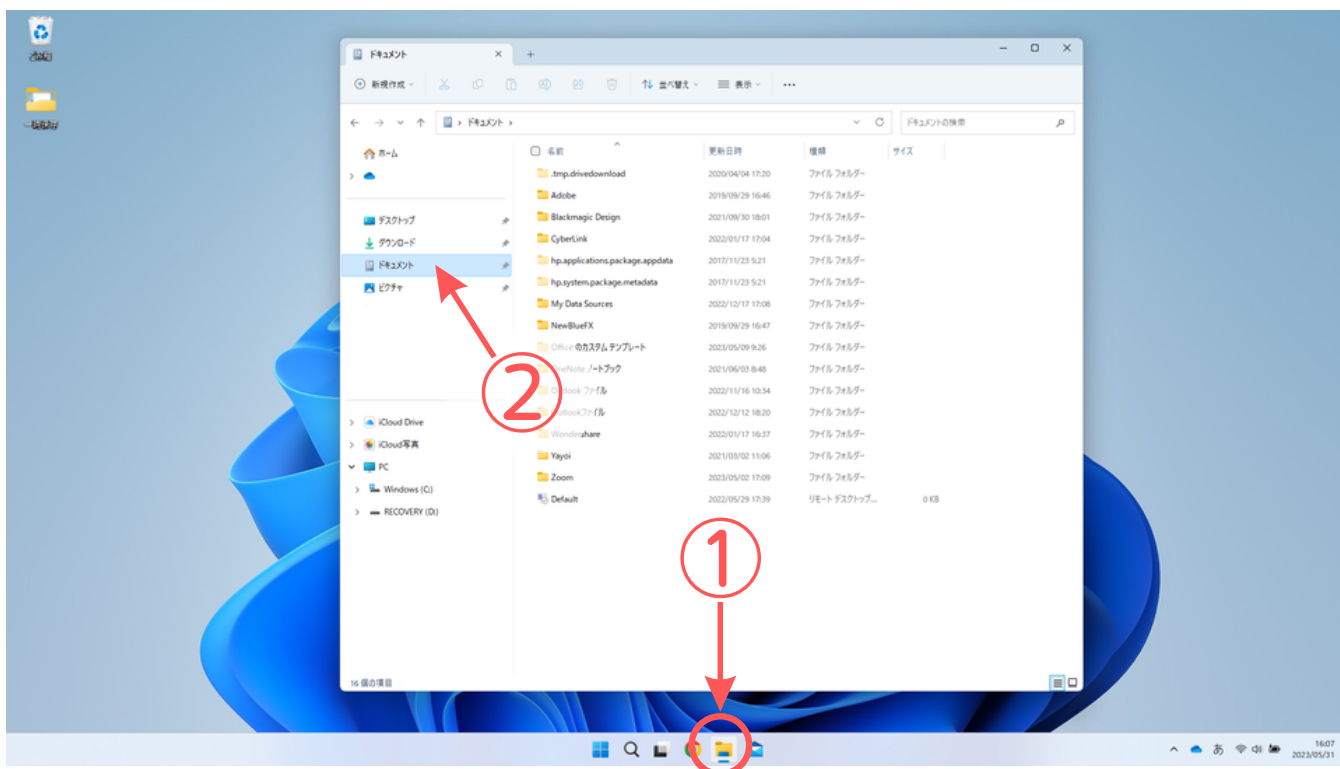 ごみ箱
ドキュメント
新規作成
並べ替え
表示
ドキュメント
ドキュメントの検索
ホーム
デスクトップ
ダウンロード
ドキュメント
ピクチャ
iCloud Drive
iCloud写真
PC
Windows (C:)
RECOVERY (D:)
名前 更新日時 種類 サイズ
.tmp.drivedownload 2020/04/04 17:20 ファイル フォルダー
Adobe 2019/09/29 16:46 ファイル フォルダー
Blackmagic Design 2021/09/30 18:01 ファイル フォルダー
CyberLink 2022/01/17 17:04 ファイル フォルダー
hp.applications.package.appdata 2017/11/23 5:21 ファイル フォルダー
hp.system.package.metadata 2017/11/23 5:21 ファイル フォルダー
My Data Sources 2022/12/17 17:08 ファイル フォルダー
NewBlueFX 2019/09/29 16:47 ファイル フォルダー
Office のカスタム テンプレート 2023/05/09 9:26 ファイル フォルダー
OneNote ノートブック 2021/06/03 8:48 ファイル フォルダー
Outlook ファイル 2022/11/16 10:34 ファイル フォルダー
Outlookファイル 2022/12/12 18:20 ファイル フォルダー
Wondershare 2022/01/17 16:37 ファイル フォルダー
Yayoi 2021/03/02 11:06 ファイル フォルダー
Zoom 2023/05/02 17:09 ファイル フォルダー
Default 2022/05/29 17:39 リモート デスクトップ... 0 KB
②
①
16 個の項目
あ
16:07
2023/05/31